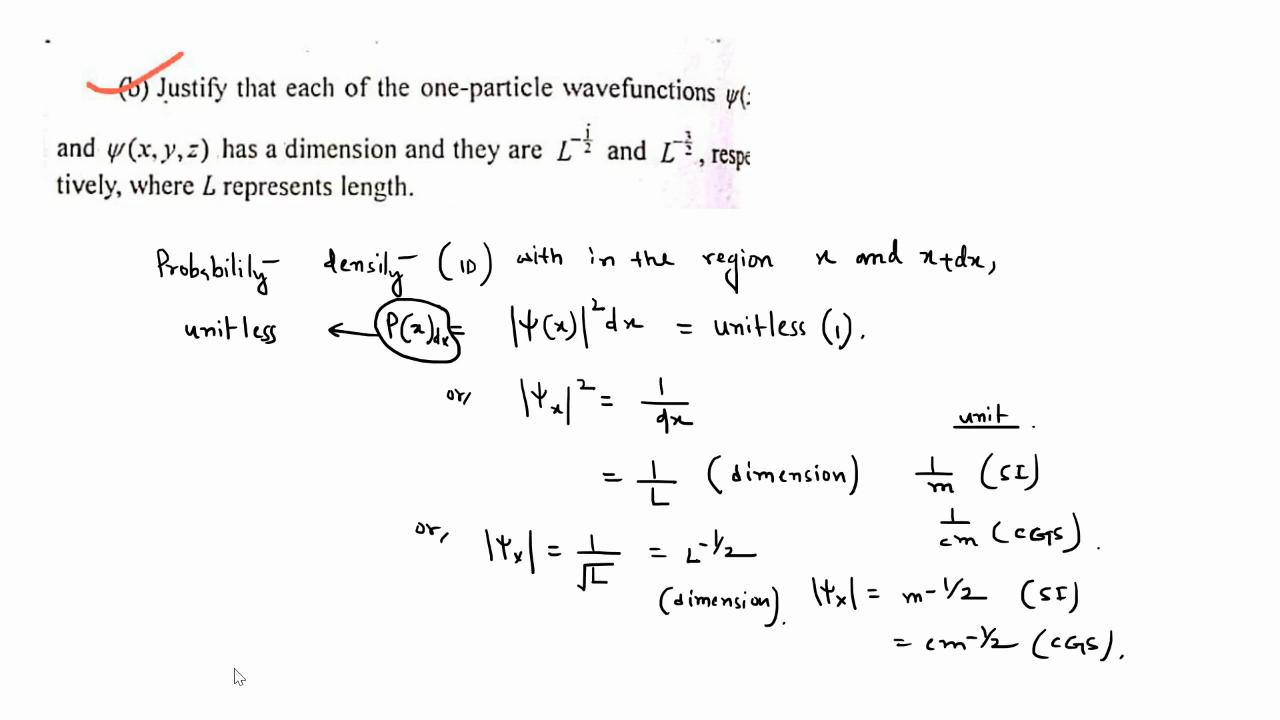 (b) Justify that each of the one-particle wavefunctions ψ(
and ψ(x, y, z) has a dimension and they are L^{-1/2} and L^{-3/2}, respe
tively, where L represents length.
Probability density (1D) with in the region x and x+dx,
unitless ← P(x)dx = |Ψ(x)|² dx = unitless (1).
or, |Ψx|² = 1/dx
unit.
= 1/L (dimension) 1/m (SI)
1/cm (CGS).
or, |Ψx| = 1/√L = L^{-1/2}
(dimension). |Ψx| = m^{-1/2} (SI)
= cm^{-1/2} (CGS).